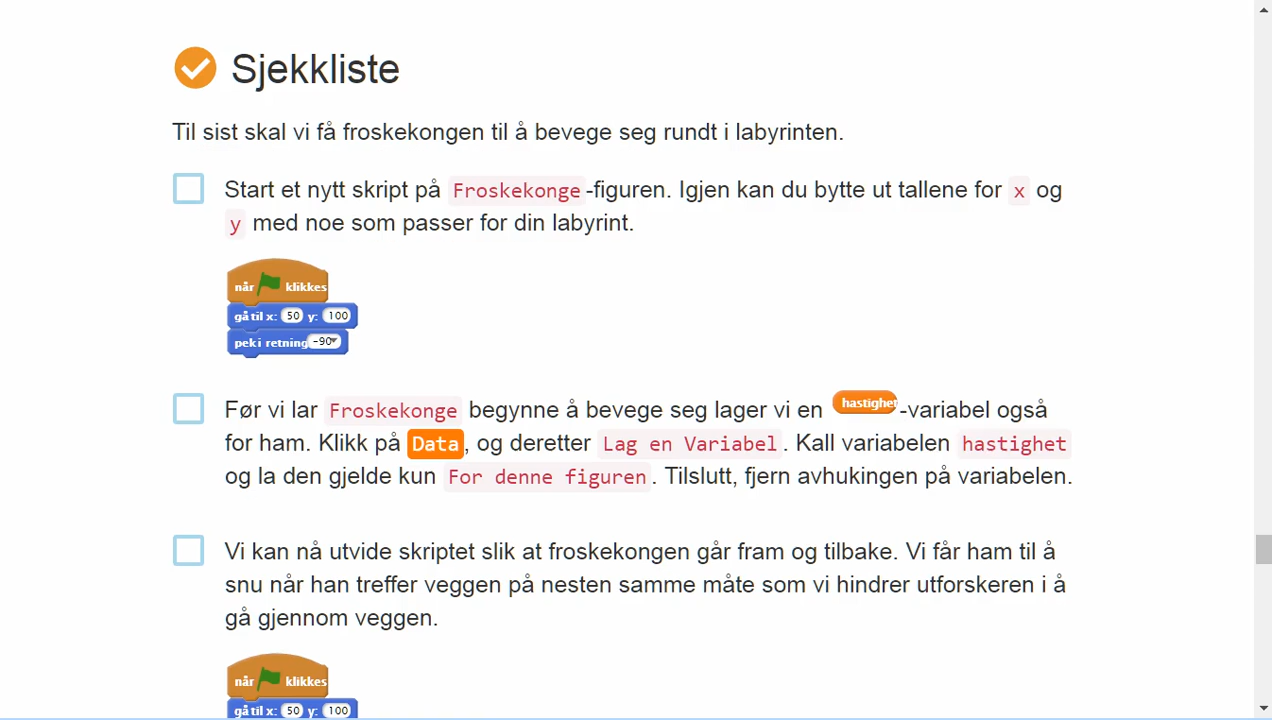 Sjekkliste
Til sist skal vi få froskekongen til å bevege seg rundt i labyrinten.
Start et nytt skript på Froskekonge-figuren. Igjen kan du bytte ut tallene for x og
y med noe som passer for din labyrint.
når klikkes
gå til x: 50 y: 100
pek i retning -90
Før vi lar Froskekonge begynne å bevege seg lager vi en hastighet-variabel også
for ham. Klikk på Data, og deretter Lag en Variabel. Kall variabelen hastighet
og la den gjelde kun For denne figuren. Tilslutt, fjern avhukingen på variabelen.
Vi kan nå utvide skriptet slik at froskekongen går fram og tilbake. Vi får ham til å
snu når han treffer veggen på nesten samme måte som vi hindrer utforskeren i å
gå gjennom veggen.
når klikkes
gå til x: 50 y: 100